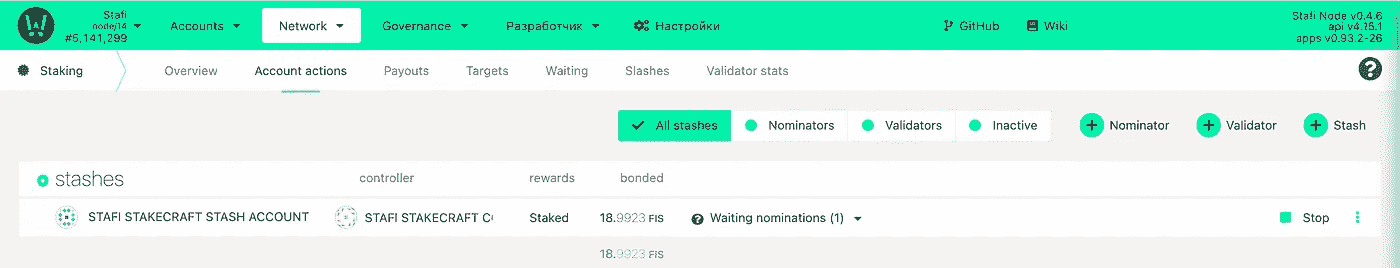 Stafi
node/14
#5,141,299
Accounts
Network
Governance
Разработчик
Настройки
GitHub
Wiki
Stafi Node v0.4.6
api v4.15.1
apps v0.93.2-26
Staking
Overview
Account actions
Payouts
Targets
Waiting
Slashes
Validator stats
All stashes
Nominators
Validators
Inactive
Nominator
Validator
Stash
stashes
controller
rewards
bonded
STAFI STAKECRAFT STASH ACCOUNT
STAFI STAKECRAFT C
Staked
18.9923 FIS
Waiting nominations (1)
Stop
18.9923 FIS